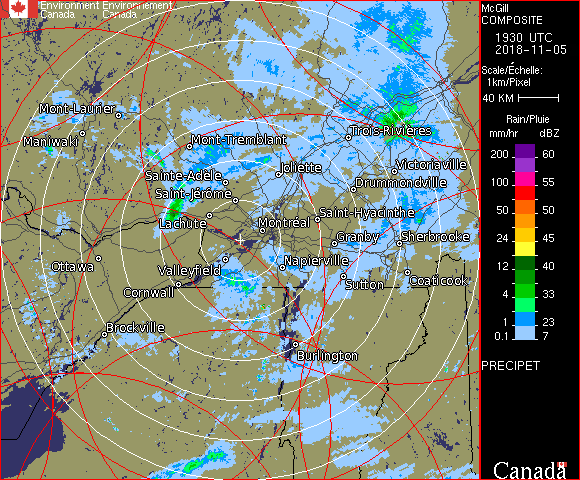 Environment Environnement
Canada Canada
Mont-Laurier
Maniwaki
Mont-Tremblant
Trois-Rivières
Joliette
Victoriaville
Sainte-Adèle
Drummondville
Saint-Jérôme
Lachute
Saint-Hyacinthe
Montréal
Granby
Sherbrooke
Ottawa
Valleyfield
Napierville
Cornwall
Sutton
Coaticook
Brockville
Burlington
McGill
COMPOSITE
1930 UTC
2018-11-05
Scale/Échelle:
1km/Pixel
40 KM
Rain/Pluie
mm/hr dBZ
200 60
100 55
50 50
24 45
12 40
4 33
1 23
0.1 7
PRECIPET
Canada